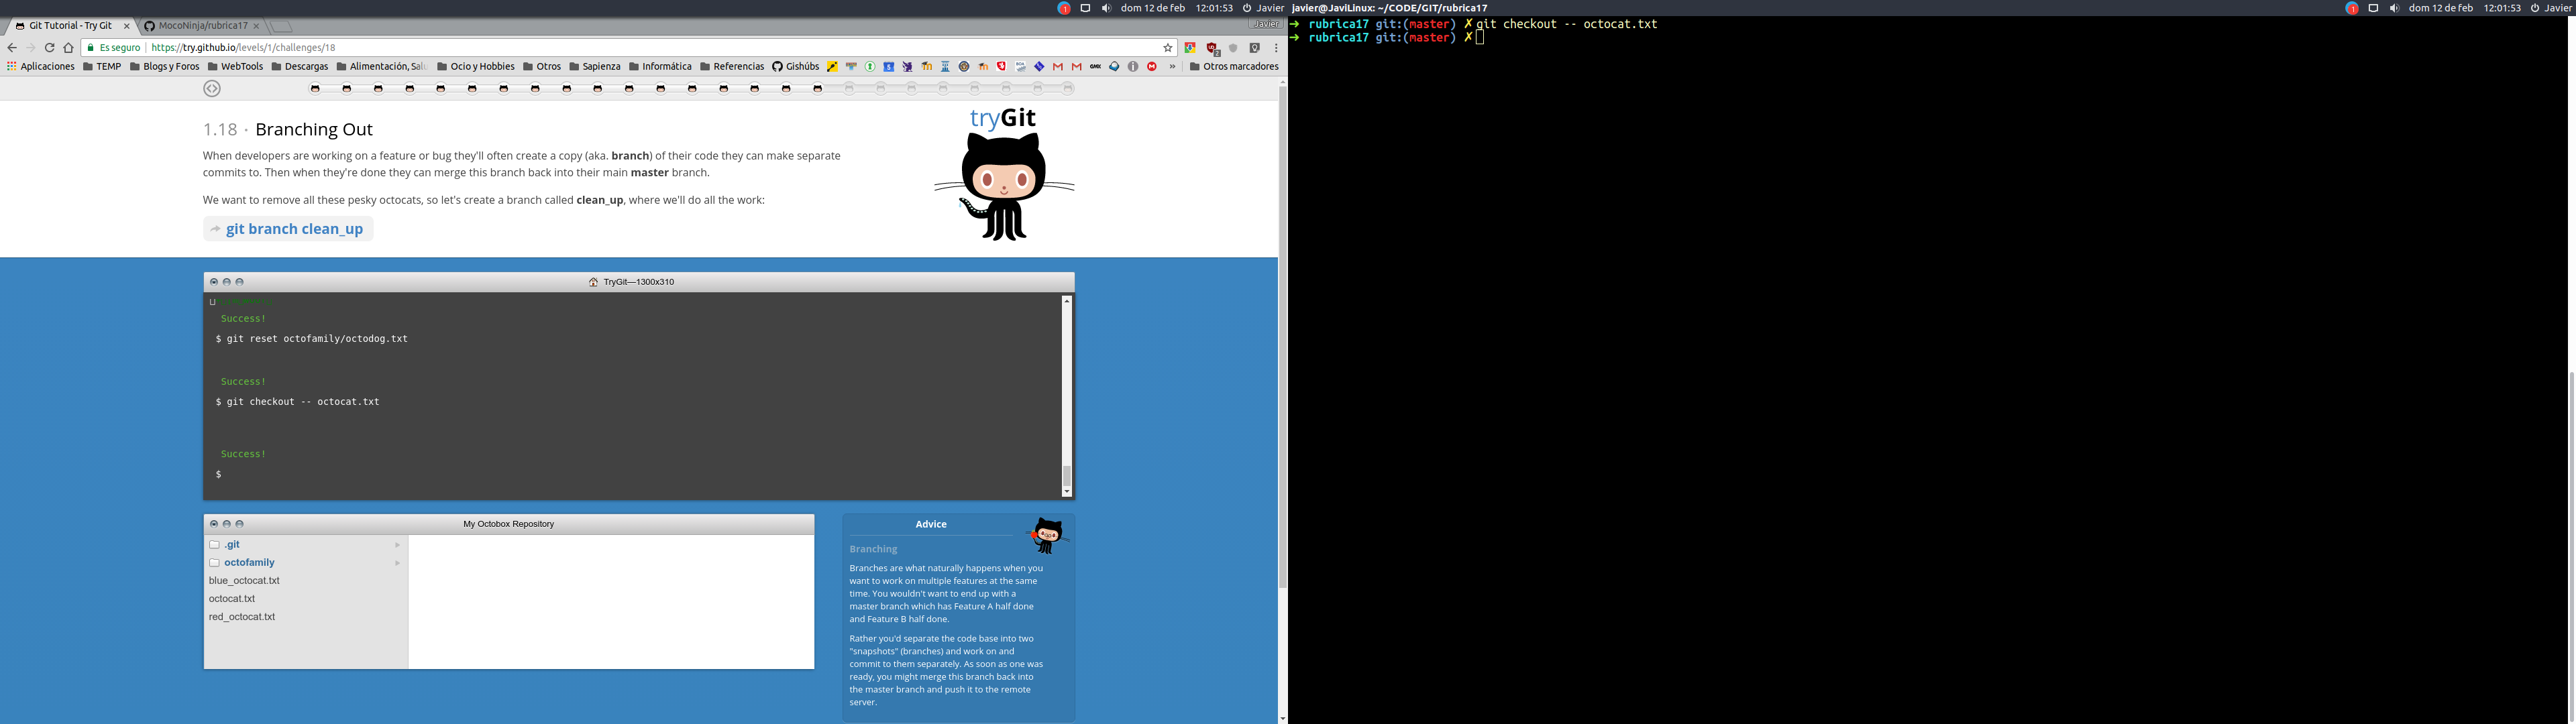 dom 12 de feb 12:01:53 Javier
Git Tutorial - Try Git
MocoNinja/rubrica17
Javier
Es seguro https://try.github.io/levels/1/challenges/18
Aplicaciones TEMP Blogs y Foros WebTools Descargas Alimentación, Salu Ocio y Hobbies Otros Sapienza Informática Referencias Gishúbs » Otros marcadores
1.18 · Branching Out
When developers are working on a feature or bug they'll often create a copy (aka. branch) of their code they can make separate
commits to. Then when they're done they can merge this branch back into their main master branch.
We want to remove all these pesky octocats, so let's create a branch called clean_up, where we'll do all the work:
git branch clean_up
tryGit
TryGit—1300x310
Success!
$ git reset octofamily/octodog.txt
Success!
$ git checkout -- octocat.txt
Success!
$
My Octobox Repository
.git
octofamily
blue_octocat.txt
octocat.txt
red_octocat.txt
Advice
Branching
Branches are what naturally happens when you
want to work on multiple features at the same
time. You wouldn't want to end up with a
master branch which has Feature A half done
and Feature B half done.
Rather you'd separate the code base into two
"snapshots" (branches) and work on and
commit to them separately. As soon as one was
ready, you might merge this branch back into
the master branch and push it to the remote
server.
javier@JaviLinux: ~/CODE/GIT/rubrica17
dom 12 de feb 12:01:53 Javier
➜ rubrica17 git:(master) ✗ git checkout -- octocat.txt
➜ rubrica17 git:(master) ✗